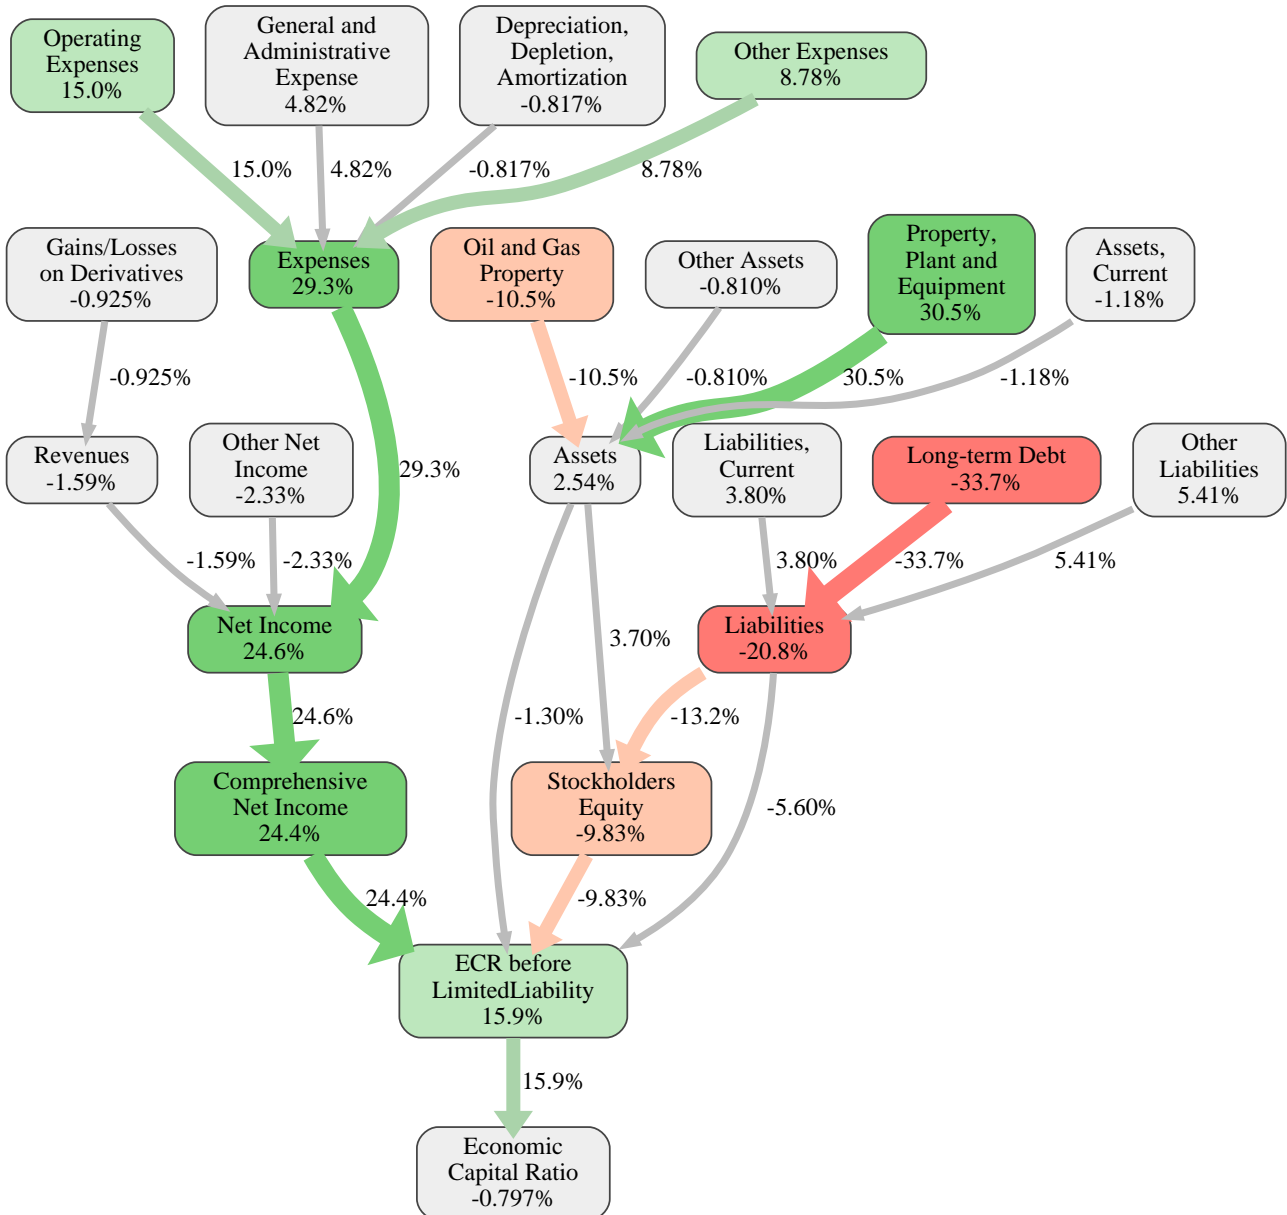 Operating
Expenses
15.0%
General and
Administrative
Expense
4.82%
Depreciation,
Depletion,
Amortization
-0.817%
Other Expenses
8.78%
15.0%
4.82%
-0.817%
8.78%
Gains/Losses
on Derivatives
-0.925%
Expenses
29.3%
Oil and Gas
Property
-10.5%
Other Assets
-0.810%
Property,
Plant and
Equipment
30.5%
Assets,
Current
-1.18%
-0.925%
-10.5%
-0.810%
30.5%
-1.18%
Revenues
-1.59%
Other Net
Income
-2.33%
29.3%
Assets
2.54%
Liabilities,
Current
3.80%
Long-term Debt
-33.7%
Other
Liabilities
5.41%
-1.59%
-2.33%
3.80%
-33.7%
5.41%
Net Income
24.6%
3.70%
Liabilities
-20.8%
24.6%
-1.30%
-13.2%
Comprehensive
Net Income
24.4%
Stockholders
Equity
-9.83%
-5.60%
24.4%
-9.83%
ECR before
LimitedLiability
15.9%
15.9%
Economic
Capital Ratio
-0.797%